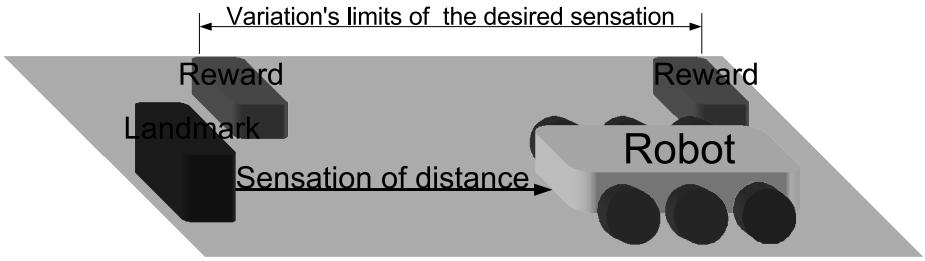 Variation's limits of the desired sensation
Reward
Reward
Landmark
Robot
Sensation of distance